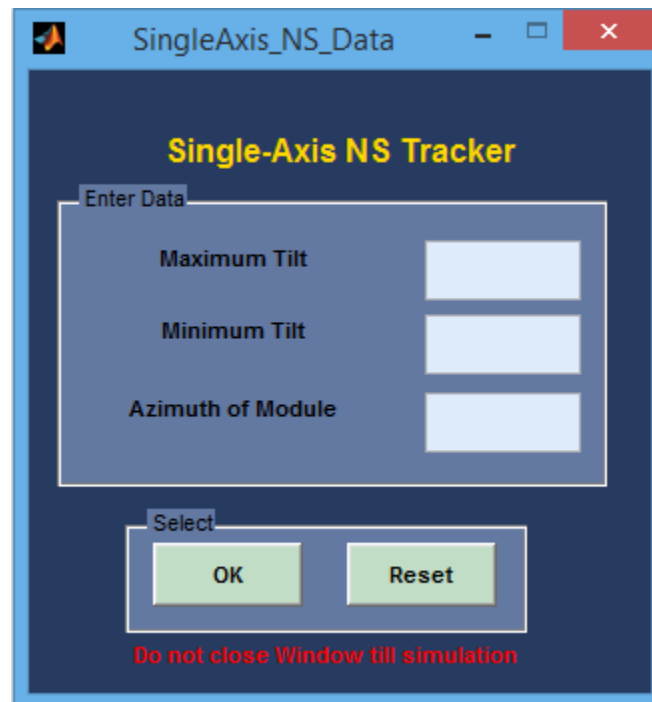 SingleAxis_NS_Data
Single-Axis NS Tracker
Enter Data
Maximum Tilt
Minimum Tilt
Azimuth of Module
Select
OK Reset
Do not close Window till simulation